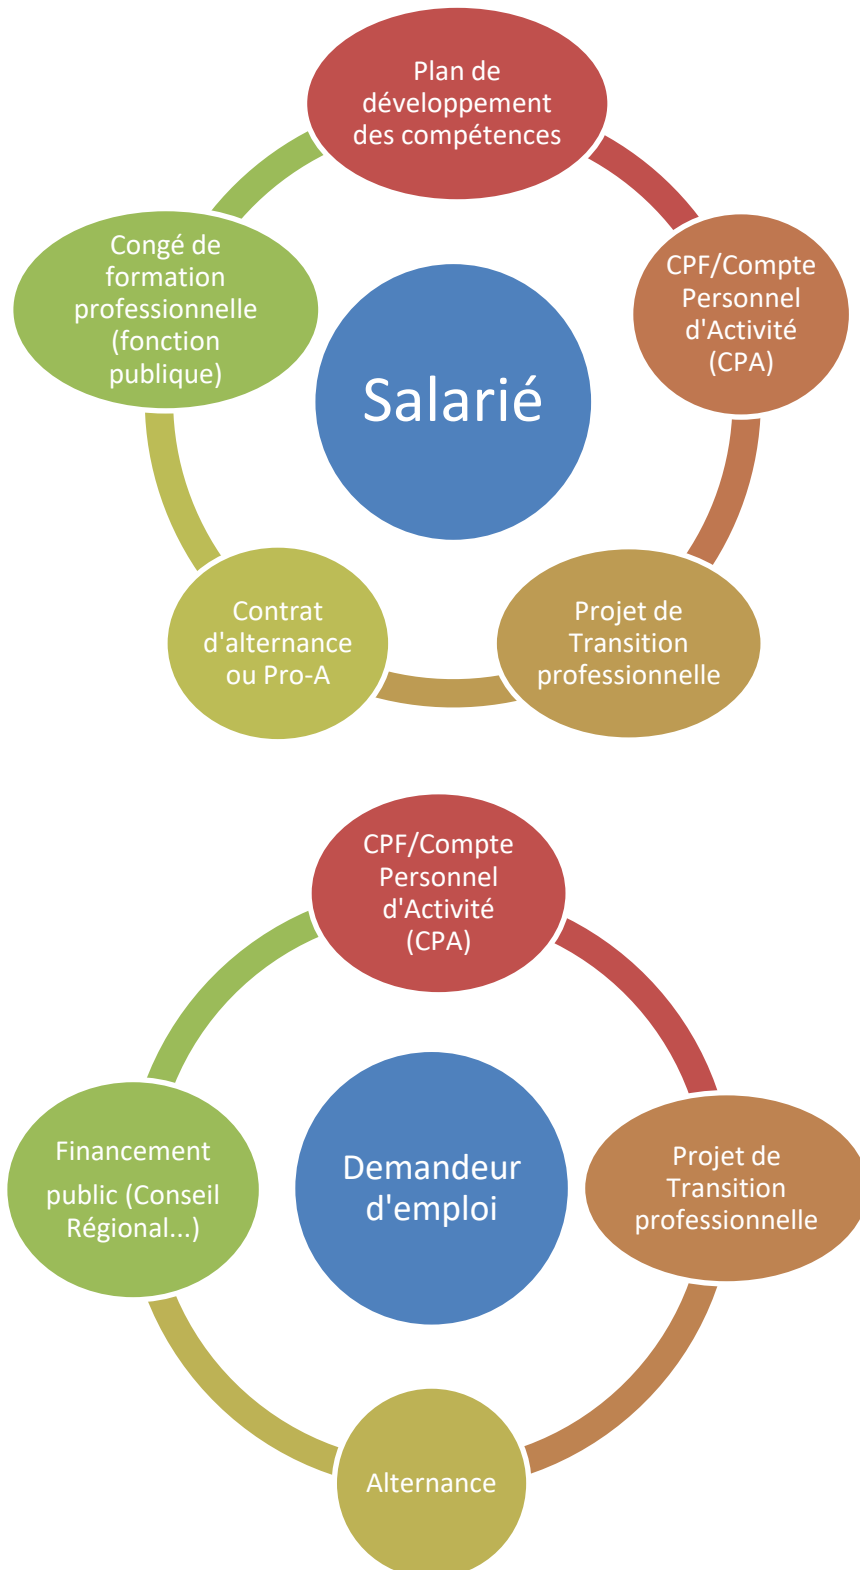 Plan de
développement
des compétences
CPF/Compte
Personnel
d'Activité
(CPA)
Projet de
Transition
professionnelle
Contrat
d'alternance
ou Pro-A
Congé de
formation
professionnelle
(fonction
publique)
Salarié
CPF/Compte
Personnel
d'Activité
(CPA)
Projet de
Transition
professionnelle
Alternance
Financement
public (Conseil
Régional...)
Demandeur
d'emploi